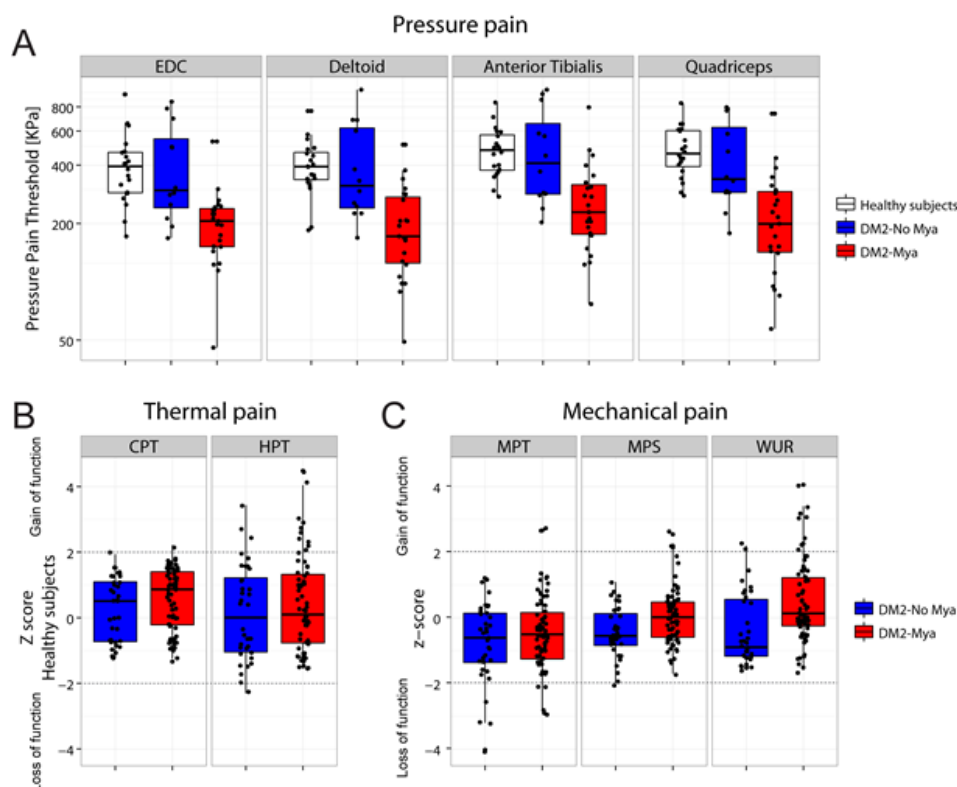 Pressure pain
A
EDC Deltoid Anterior Tibialis Quadriceps
Pressure Pain Threshold [KPa]
800
600
400
200
50
Healthy subjects
DM2-No Mya
DM2-Mya
B
Thermal pain
CPT HPT
Gain of function
Z score
Healthy subjects
Loss of function
4
2
0
−2
−4
C
Mechanical pain
MPT MPS WUR
Gain of function
z−score
Loss of function
4
2
0
−2
−4
DM2-No Mya
DM2-Mya